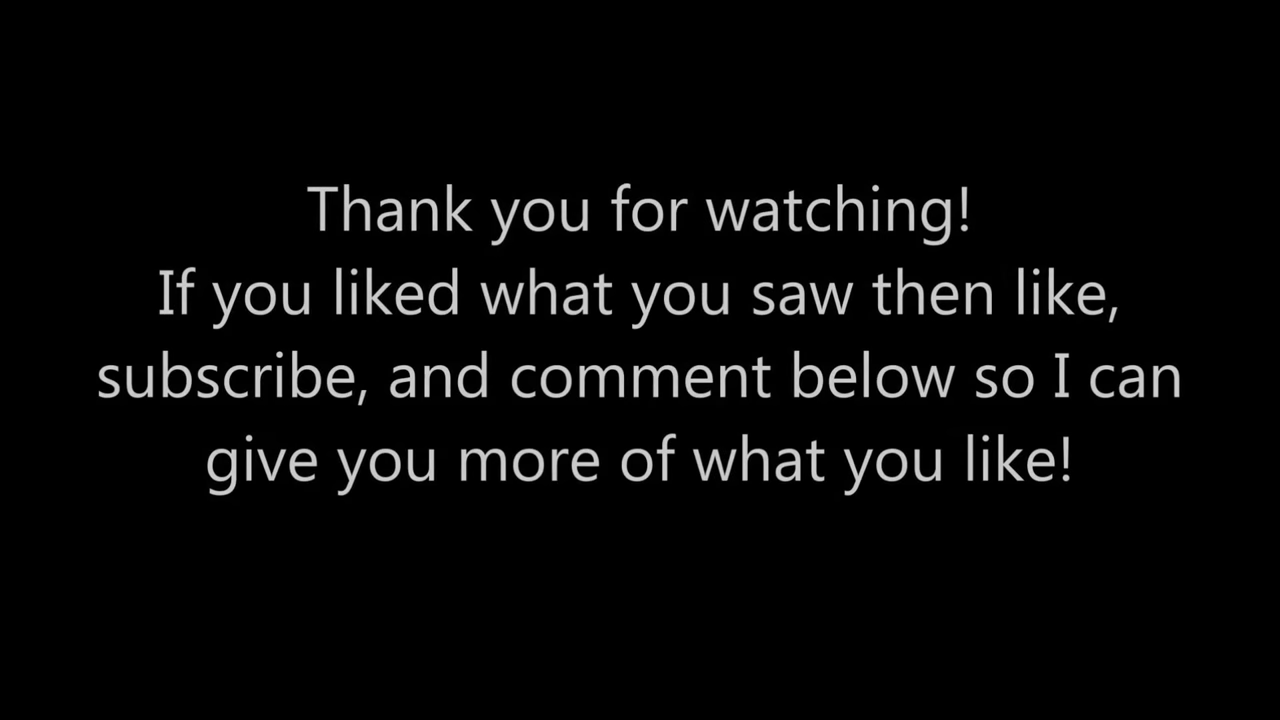 Thank you for watching!
If you liked what you saw then like,
subscribe, and comment below so I can
give you more of what you like!